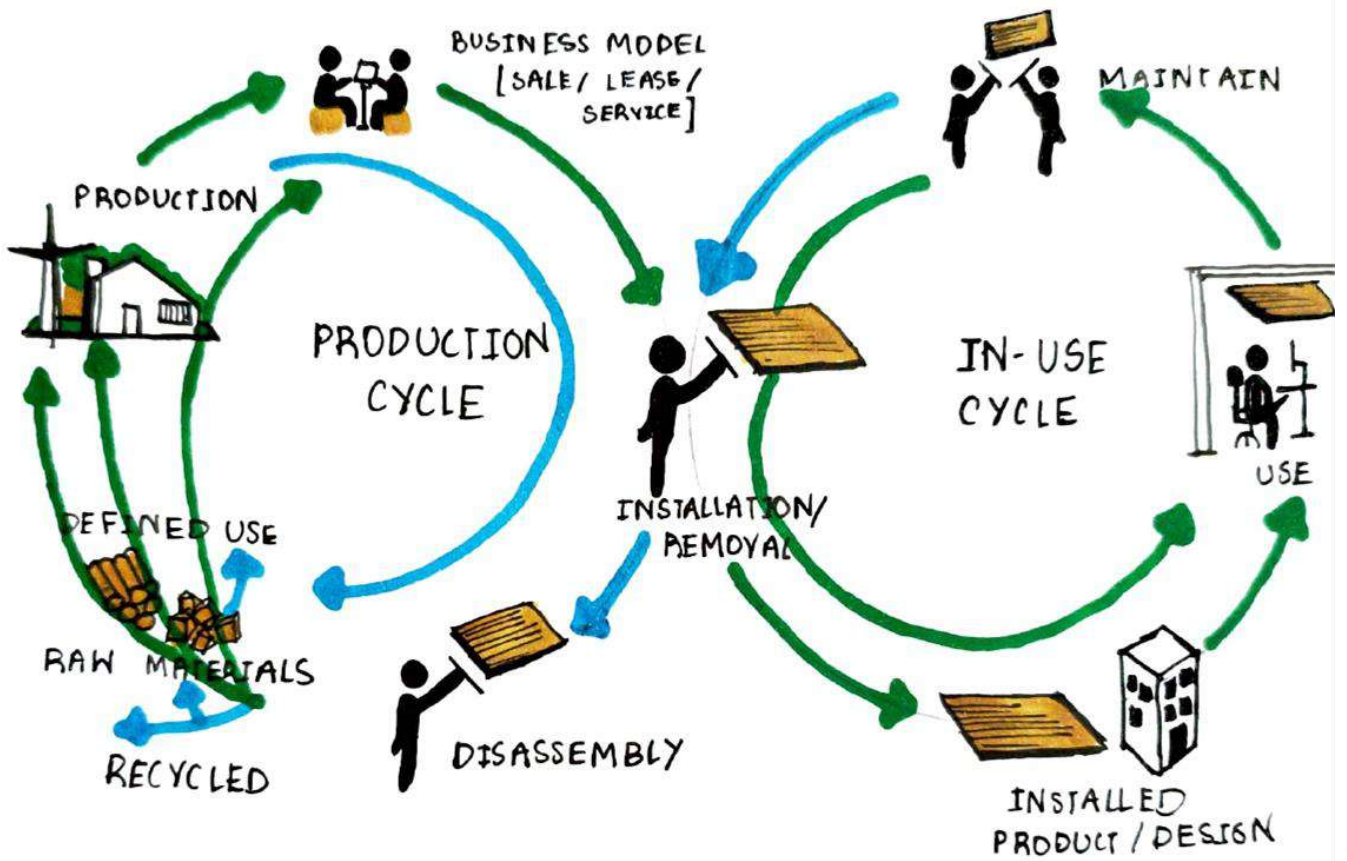 BUSINESS MODEL
[SALE/ LEASE/
SERVICE]
MAINTAIN
PRODUCTION
PRODUCTION
CYCLE
IN-USE
CYCLE
USE
DEFINED USE
INSTALLATION/
REMOVAL
RAW MATERIALS
DISASSEMBLY
RECYCLED
INSTALLED
PRODUCT/DESIGN